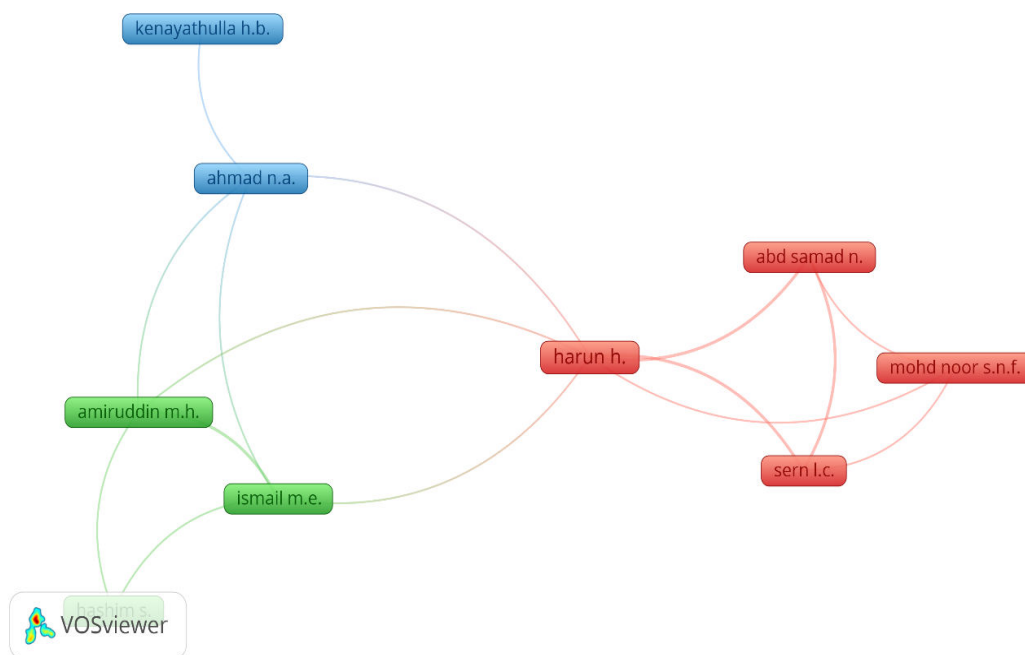 kenayathulla h.b.
ahmad n.a.
abd samad n.
harun h.
mohd noor s.n.f.
amiruddin m.h.
sern l.c.
ismail m.e.
hashim s.
VOSviewer